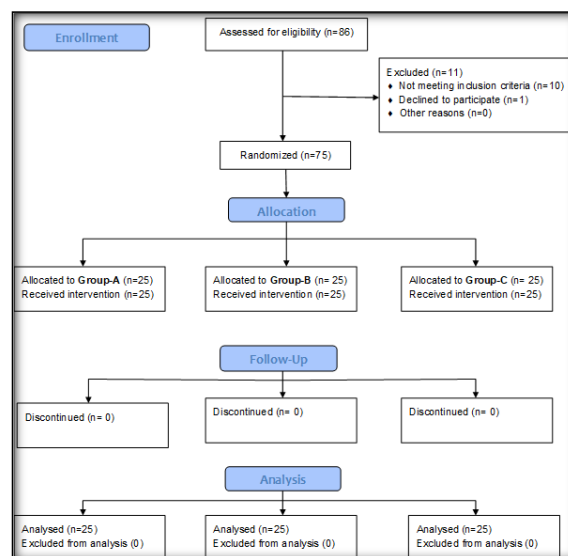 Enrollment
Assessed for eligibility (n=86)
Excluded (n=11)
♦ Not meeting inclusion criteria (n=10)
♦ Declined to participate (n=1)
♦ Other reasons (n=0)
Randomized (n=75)
Allocation
Allocated to Group-A (n=25)
Received intervention (n=25)
Allocated to Group-B (n= 25)
Received intervention (n=25)
Allocated to Group-C (n= 25)
Received intervention (n=25)
Follow-Up
Discontinued (n= 0)
Discontinued (n= 0)
Discontinued (n= 0)
Analysis
Analysed (n=25)
Excluded from analysis (0)
Analysed (n=25)
Excluded from analysis (0)
Analysed (n=25)
Excluded from analysis (0)